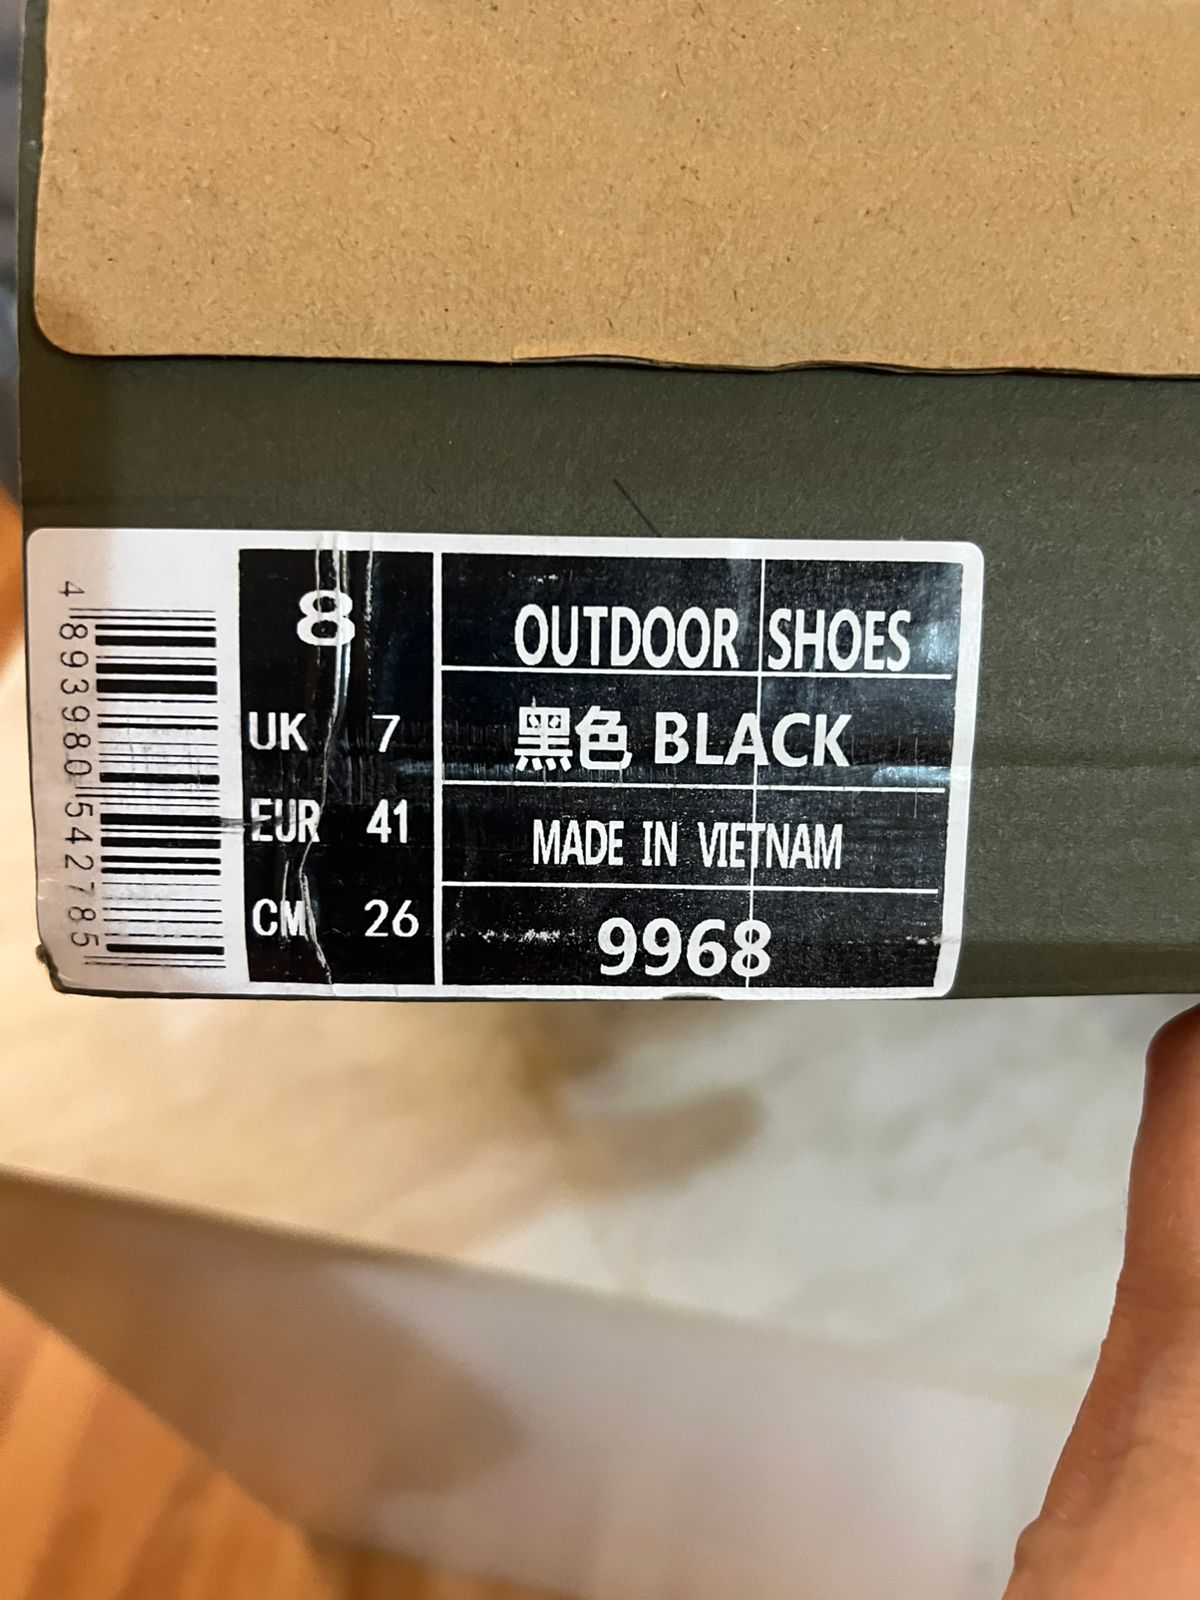 4 893980 542785
8
UK 7
EUR 41
CM 26
OUTDOOR SHOES
黑色 BLACK
MADE IN VIETNAM
9968